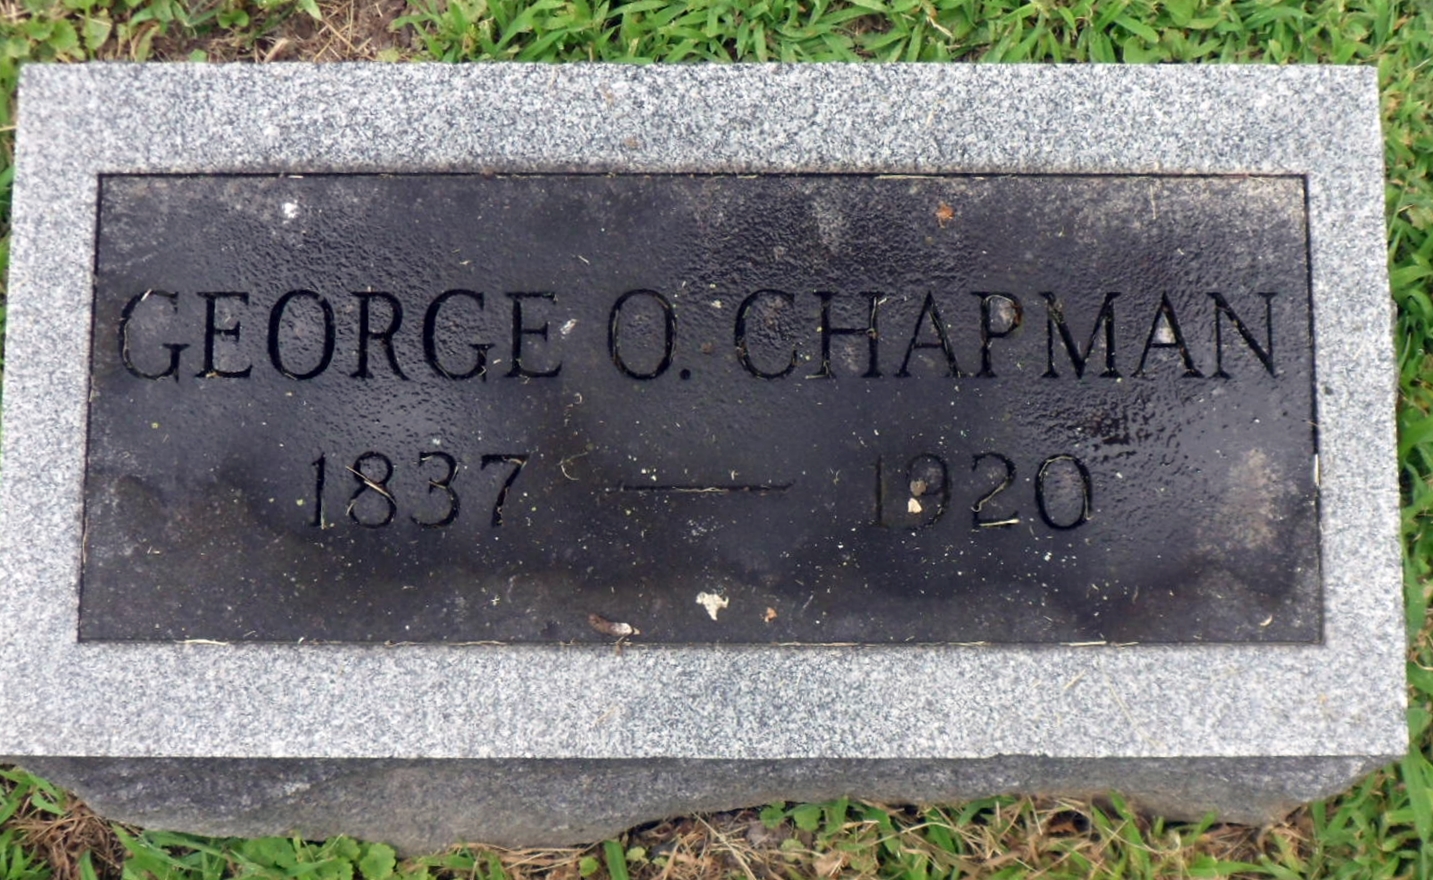 GEORGE O. CHAPMAN
1837 — 1920